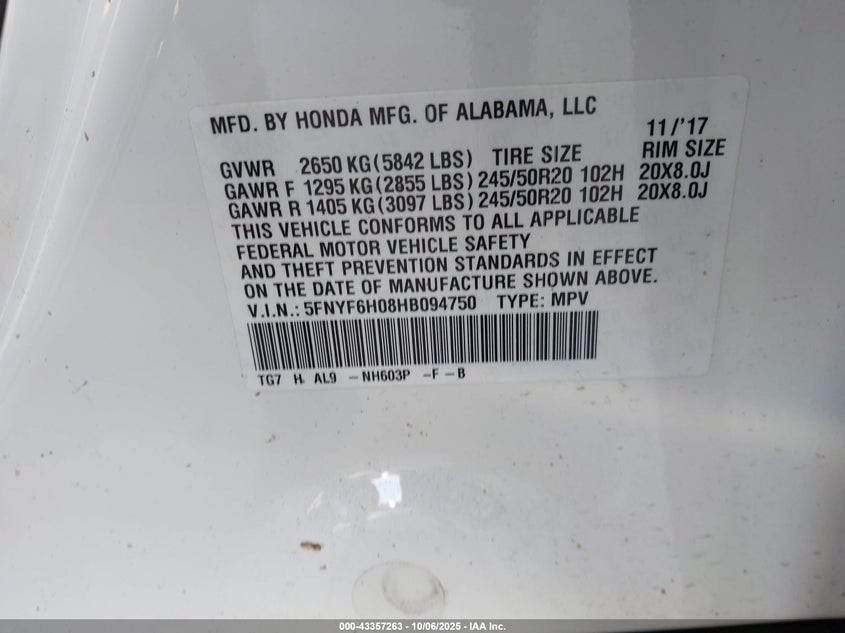 MFD. BY HONDA MFG. OF ALABAMA, LLC
11/'17
GVWR 2650 KG(5842 LBS) TIRE SIZE RIM SIZE
GAWR F 1295 KG(2855 LBS) 245/50R20 102H 20X8.0J
GAWR R 1405 KG(3097 LBS) 245/50R20 102H 20X8.0J
THIS VEHICLE CONFORMS TO ALL APPLICABLE
FEDERAL MOTOR VEHICLE SAFETY
AND THEFT PREVENTION STANDARDS IN EFFECT
ON THE DATE OF MANUFACTURE SHOWN ABOVE.
V.I.N.: 5FNYF6H08HB094750 TYPE: MPV
TG7 H AL9 -NH603P -F-B
000-43357263 - 10/06/2025 - IAA Inc.